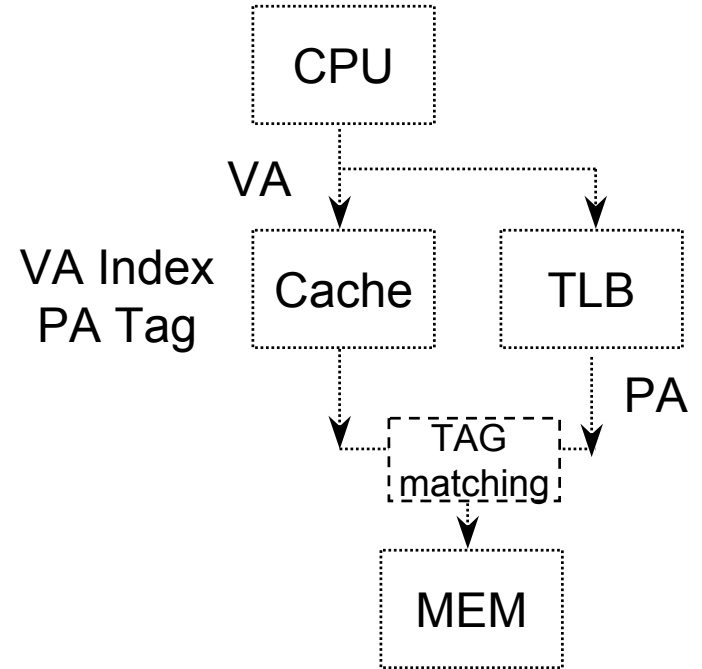 CPU
VA
VA Index
PA Tag
Cache
TLB
PA
TAG
matching
MEM